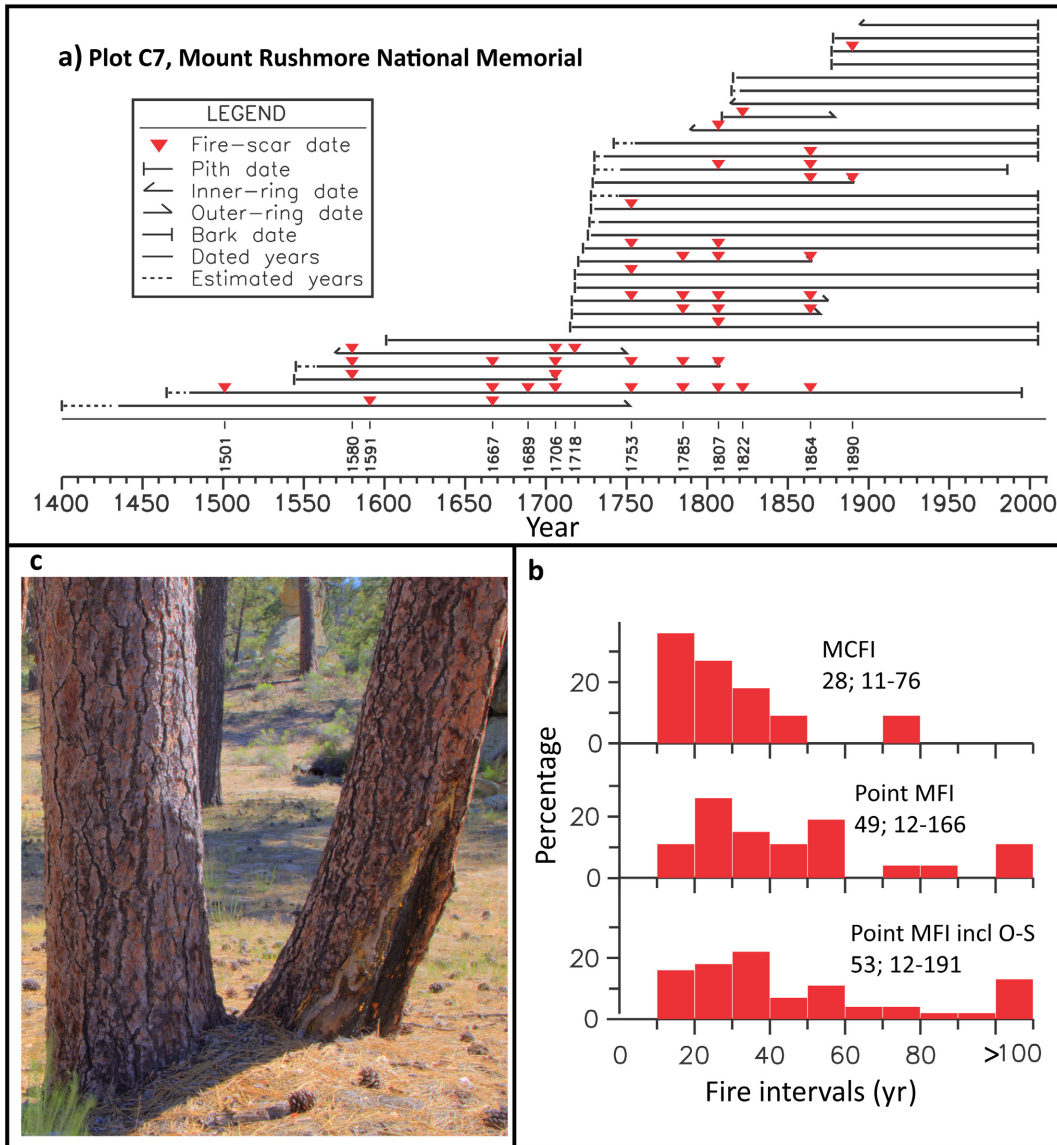 a) Plot C7, Mount Rushmore National Memorial
LEGEND
Fire-scar date
Pith date
Inner-ring date
Outer-ring date
Bark date
Dated years
Estimated years
1501 1580 1591 1667 1689 1706 1718 1753 1785 1807 1822 1864 1890
1400 1450 1500 1550 1600 1650 1700 1750 1800 1850 1900 1950 2000
Year
c
b
MCFI
28; 11-76
20
0
Point MFI
49; 12-166
20
0
Point MFI incl O-S
53; 12-191
20
0
Percentage
0 20 40 60 80 >100
Fire intervals (yr)